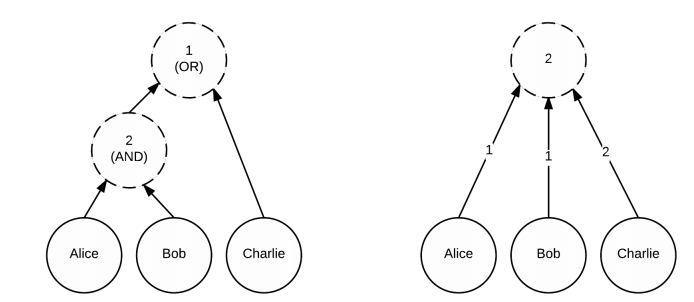 1
(OR)
2
(AND)
Alice
Bob
Charlie
2
1
1
2
Alice
Bob
Charlie